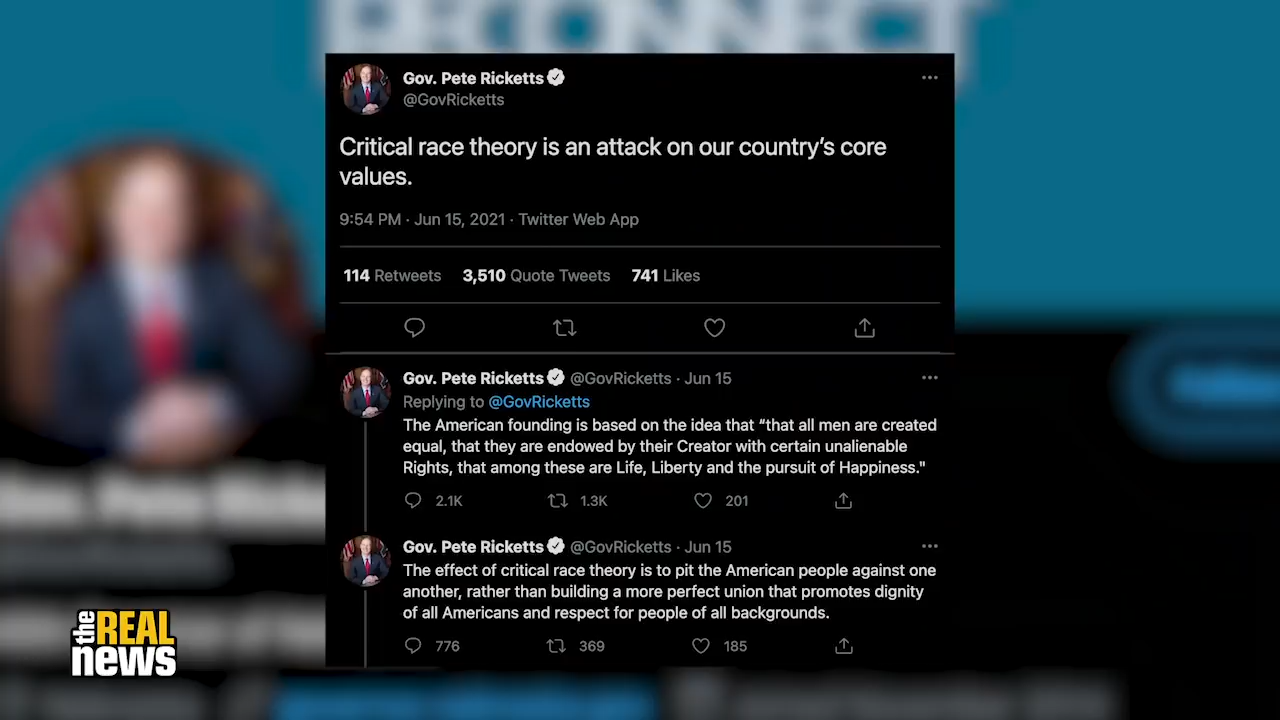 RECONNECT
Gov. Pete Ricketts
@GovRicketts
Critical race theory is an attack on our country's core
values.
9:54 PM · Jun 15, 2021 · Twitter Web App
114 Retweets 3,510 Quote Tweets 741 Likes
Gov. Pete Ricketts @GovRicketts · Jun 15
Replying to @GovRicketts
The American founding is based on the idea that “that all men are created
equal, that they are endowed by their Creator with certain unalienable
Rights, that among these are Life, Liberty and the pursuit of Happiness."
2.1K 1.3K 201
Gov. Pete Ricketts @GovRicketts · Jun 15
The effect of critical race theory is to pit the American people against one
another, rather than building a more perfect union that promotes dignity
of all Americans and respect for people of all backgrounds.
776 369 185
the REAL
news